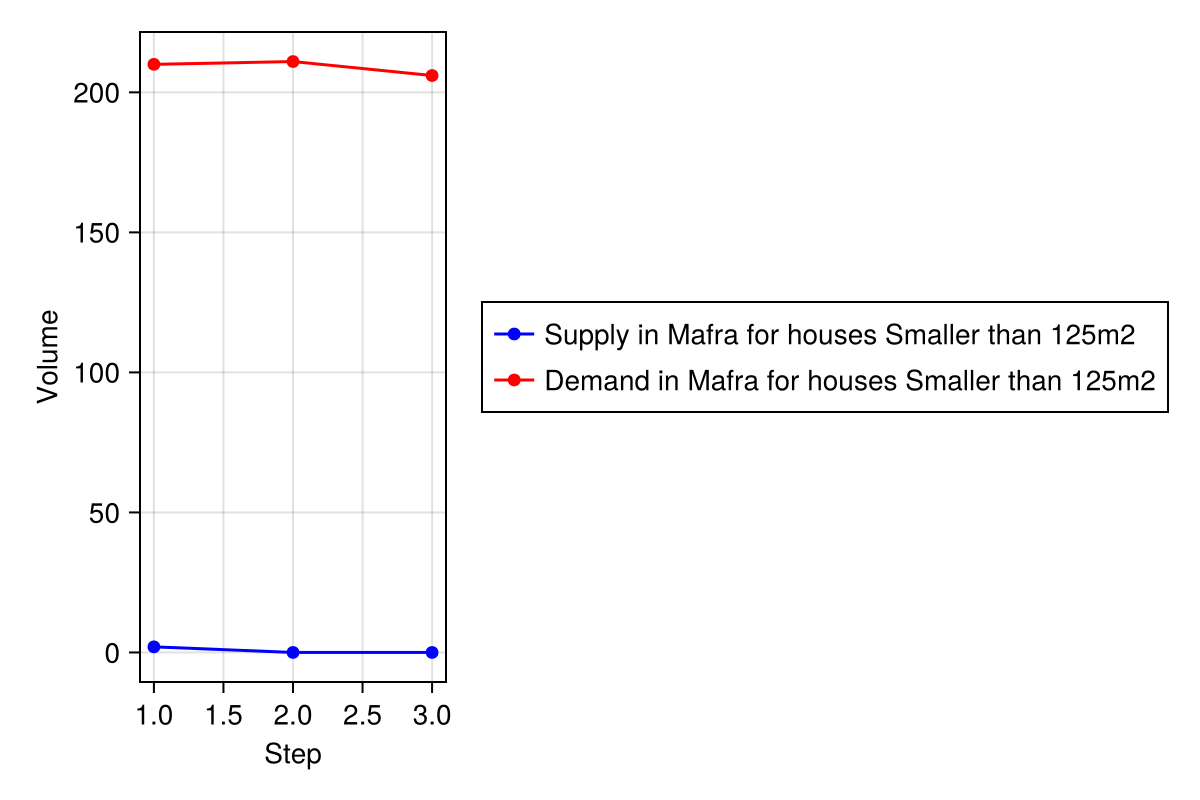 200
150
100
50
0
Volume
1.0 1.5 2.0 2.5 3.0
Step
Supply in Mafra for houses Smaller than 125m2
Demand in Mafra for houses Smaller than 125m2